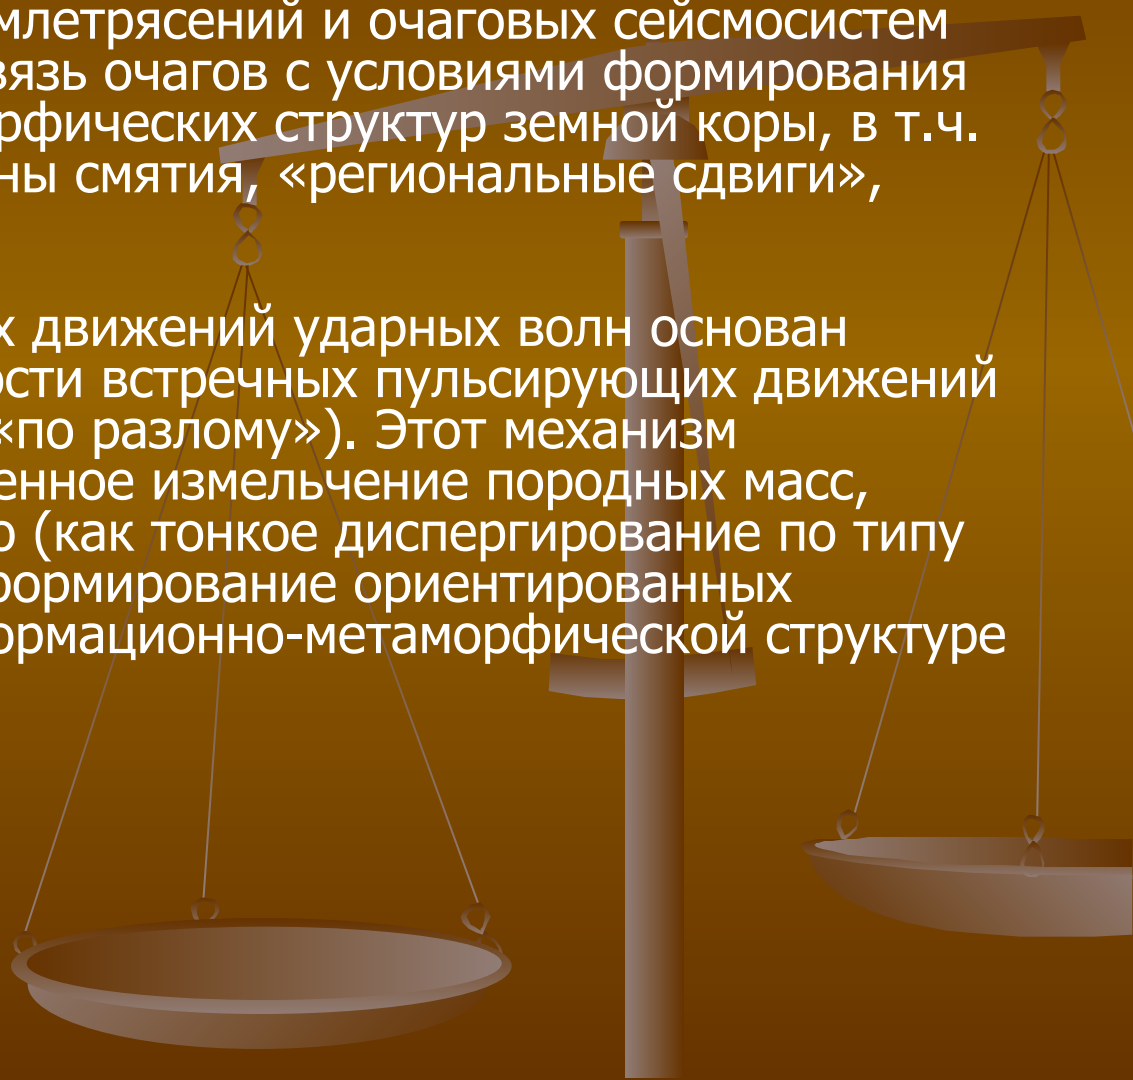 млетрясений и очаговых сейсмосистем
вязь очагов с условиями формирования
рфических структур земной коры, в т.ч.
ны смятия, «региональные сдвиги»,
х движений ударных волн основан
ости встречных пульсирующих движений
«по разлому»). Этот механизм
енное измельчение породных масс,
о (как тонкое диспергирование по типу
формирование ориентированных
ормационно-метаморфической структуре